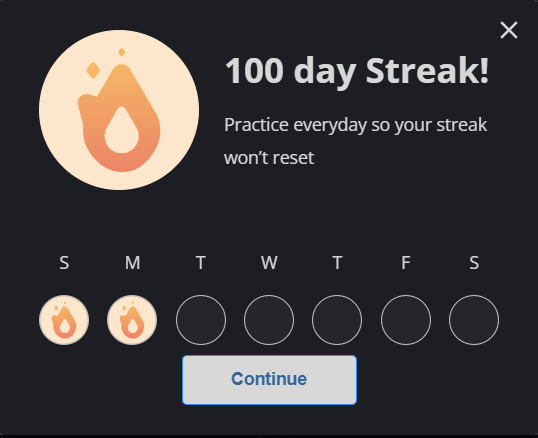 100 day Streak!
Practice everyday so your streak
won’t reset
S M T W T F S
Continue